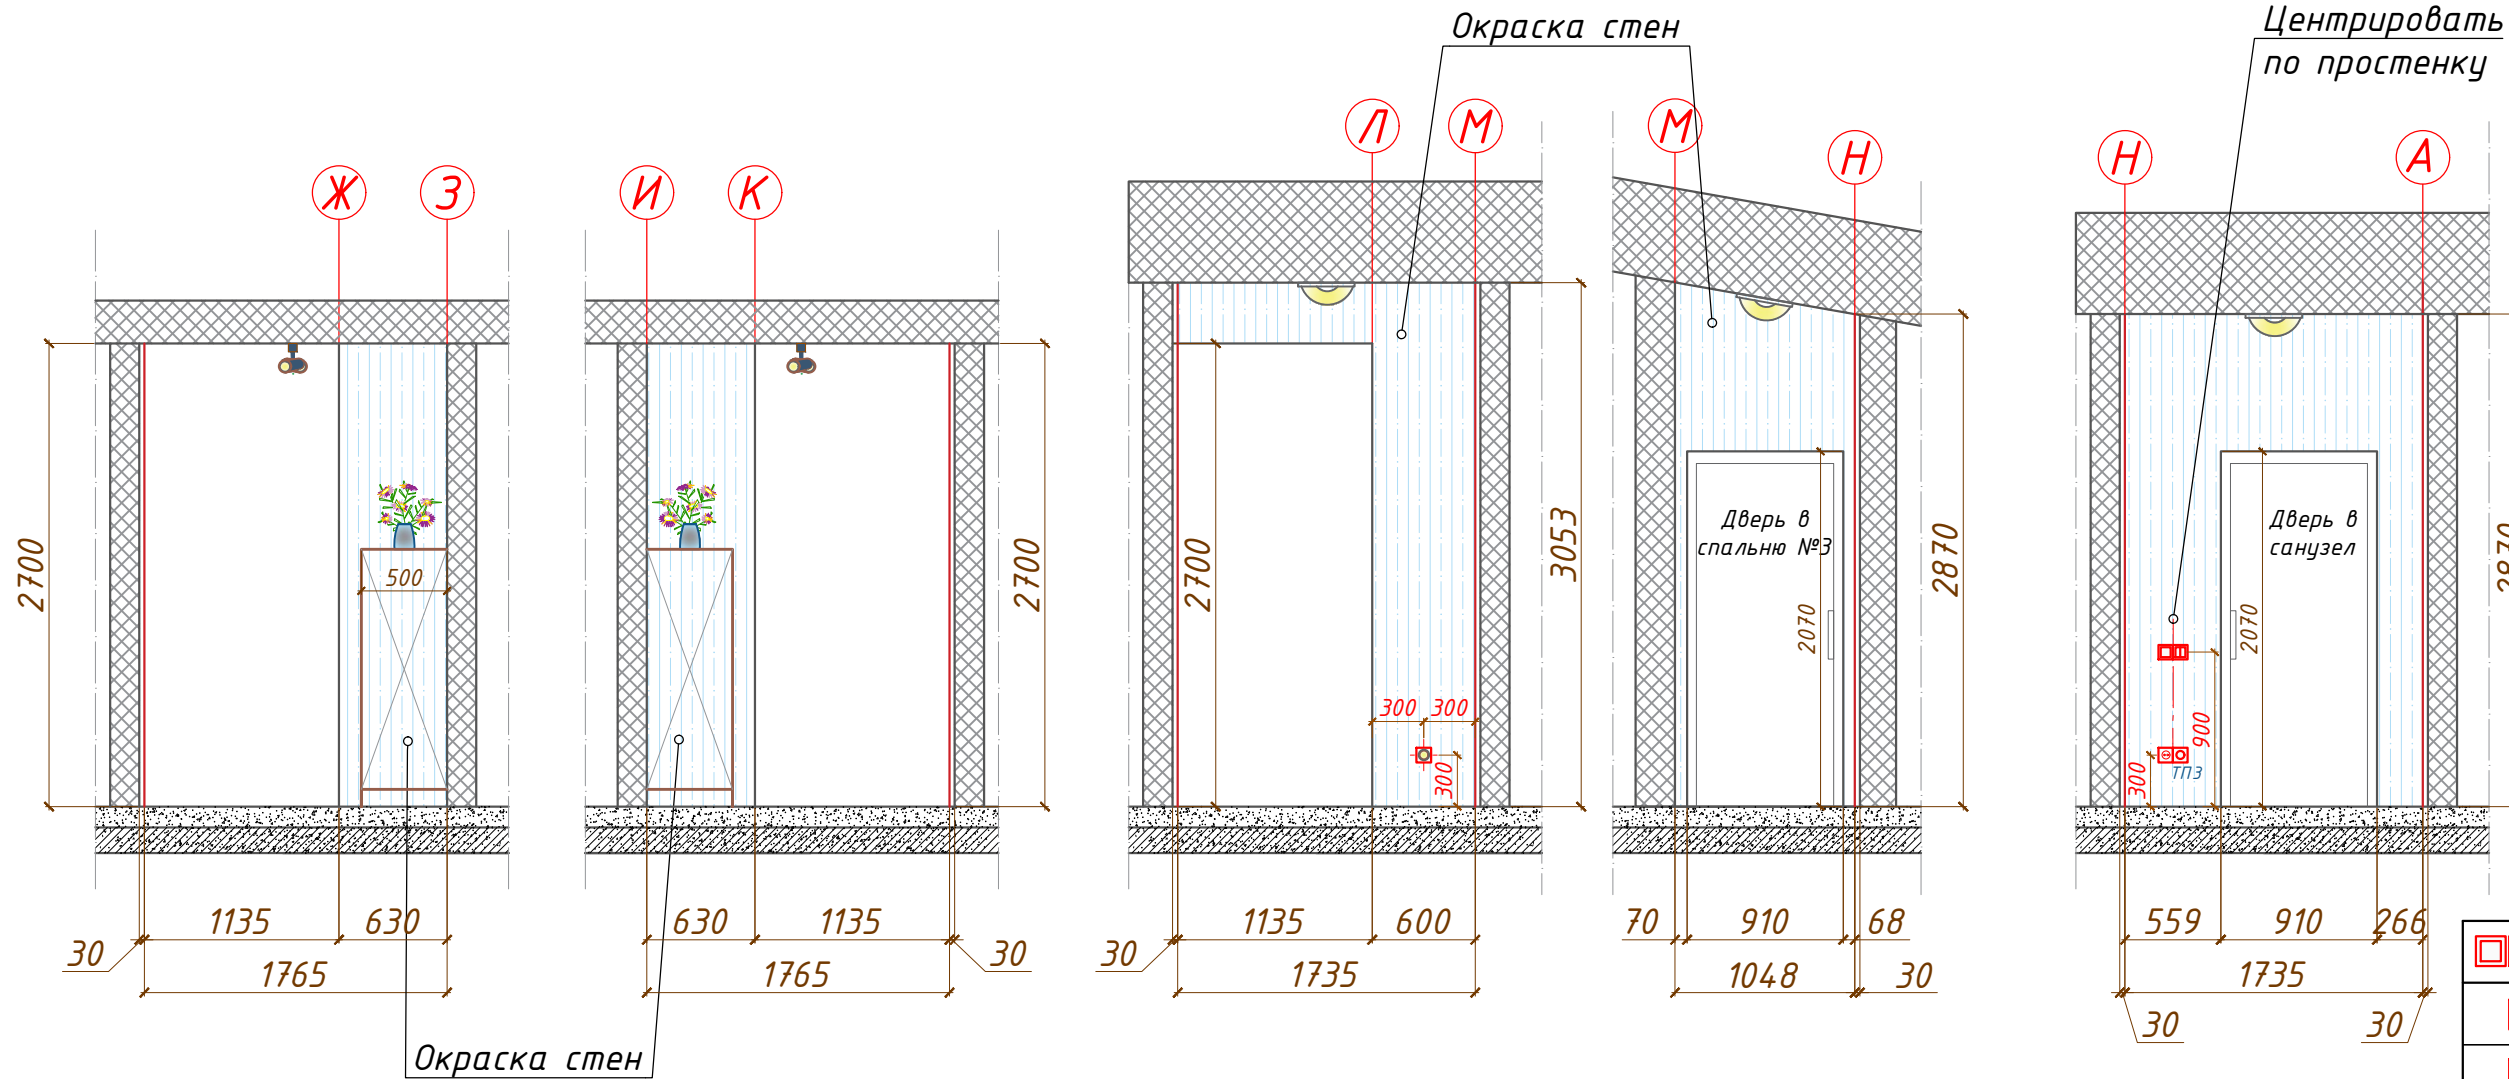 Окраска стен
Центрировать
по простенку
Ж
З
И
К
Л
М
М
Н
Н
А
2700
500
2700
2700
3053
Дверь в
спальню №3
2070
2870
Дверь в
санузел
2070
2870
300
300
300
900
300
ТП3
1135
630
30
1765
630
1135
30
1765
1135
600
30
1735
70
910
68
1048
30
559
910
266
1735
30
30
Окраска стен